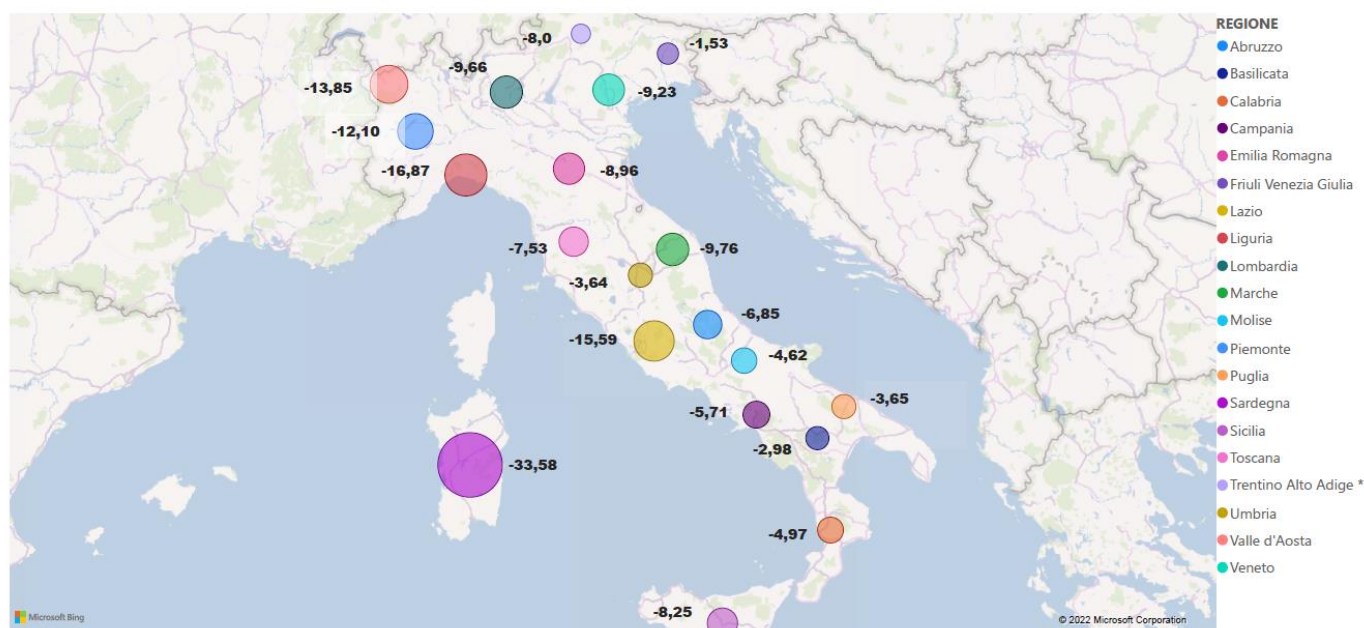 -8,0
-1,53
-9,66
-13,85
-9,23
-12,10
-16,87
-8,96
-7,53
-9,76
-3,64
-6,85
-15,59
-4,62
-3,65
-5,71
-2,98
-33,58
-4,97
-8,25
Microsoft Bing
© 2022 Microsoft Corporation
REGIONE
Abruzzo
Basilicata
Calabria
Campania
Emilia Romagna
Friuli Venezia Giulia
Lazio
Liguria
Lombardia
Marche
Molise
Piemonte
Puglia
Sardegna
Sicilia
Toscana
Trentino Alto Adige *
Umbria
Valle d'Aosta
Veneto